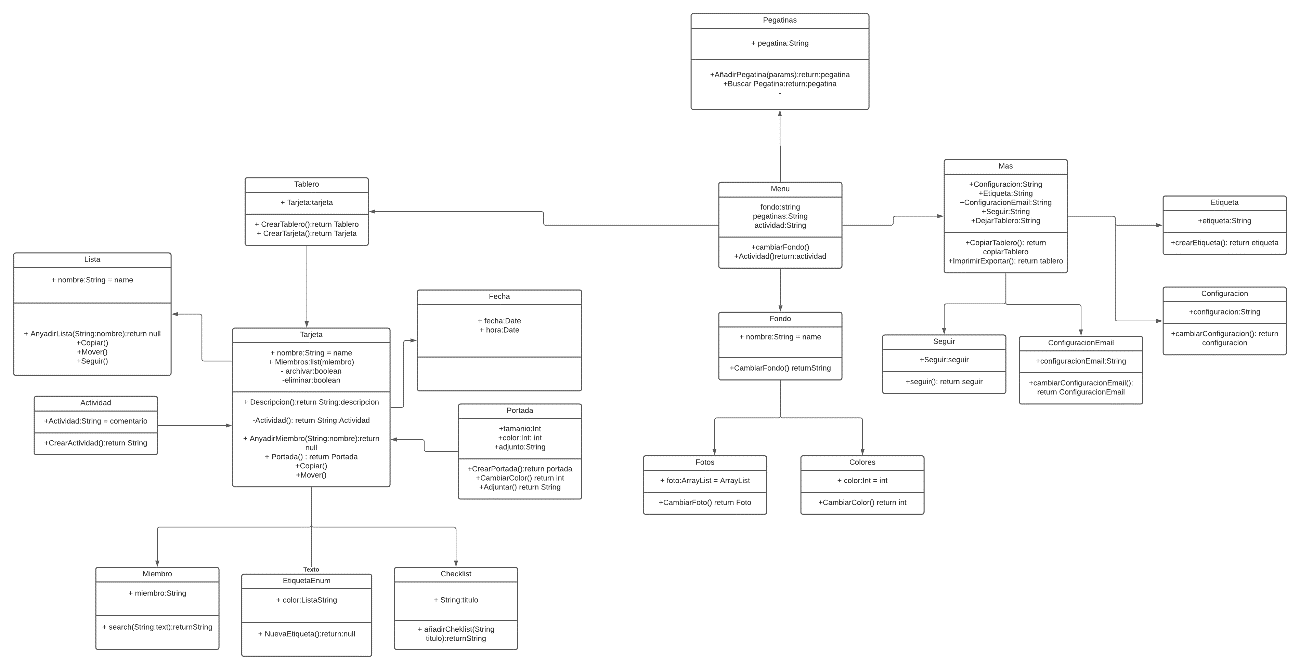 Pegatinas
+ pegatina:String
+AñadirPegatina(params):return:pegatina
+Buscar Pegatina:return:pegatina
-
Tablero
+ Tarjeta:tarjeta
+ CrearTablero():return Tablero
+ CrearTarjeta():return Tarjeta
Menu
fondo:string
pegatinas:String
actividad:String
+cambiarFondo()
+Actividad()return:actividad
Mas
+Configuracion:String
+Etiqueta:String
+ConfiguracionEmail:String
+Seguir:String
+DejarTablero:String
+CopiarTablero(): return
copiarTablero
+ImprimirExportar(): return tablero
Etiqueta
+etiqueta:String
+crearEtiqueta(): return etiqueta
Lista
+ nombre:String = name
+ AnyadirLista(String:nombre):return null
+Copiar()
+Mover()
+Seguir()
Fecha
+ fecha:Date
+ hora:Date
Configuracion
+configuracion:String
+cambiarConfiguracion(): return
configuracion
Tarjeta
+ nombre:String = name
+ Miembros:list(miembro)
- archivar:boolean
-eliminar:boolean
+ Descripcion():return String:descripcion
-Actividad(): return String Actividad
+ AnyadirMiembro(String:nombre):return
null
+ Portada() : return Portada
+Copiar()
+Mover()
Fondo
+ nombre:String = name
+CambiarFondo() returnString
Seguir
+Seguir:seguir
+seguir(): return seguir
ConfiguracionEmail
+configuracionEmail:String
+cambiarConfiguracionEmail():
return ConfiguracionEmail
Actividad
+Actividad:String = comentario
+CrearActividad():return String
Portada
+tamanio:Int
+color Int: int
+adjunto:String
+CrearPortada():return portada
+CambiarColor() return int
+Adjuntar() return String
Fotos
+ foto:ArrayList = ArrayList
+CambiarFoto() return Foto
Colores
+ color:Int = int
+CambiarColor() return int
Miembro
+ miembro:String
+ search(String:text):returnString
Texto
EtiquetaEnum
+ color:ListaString
+ NuevaEtiqueta():return:null
Checklist
+ String:titulo
+ añadirCheklist(String
titulo):returnString